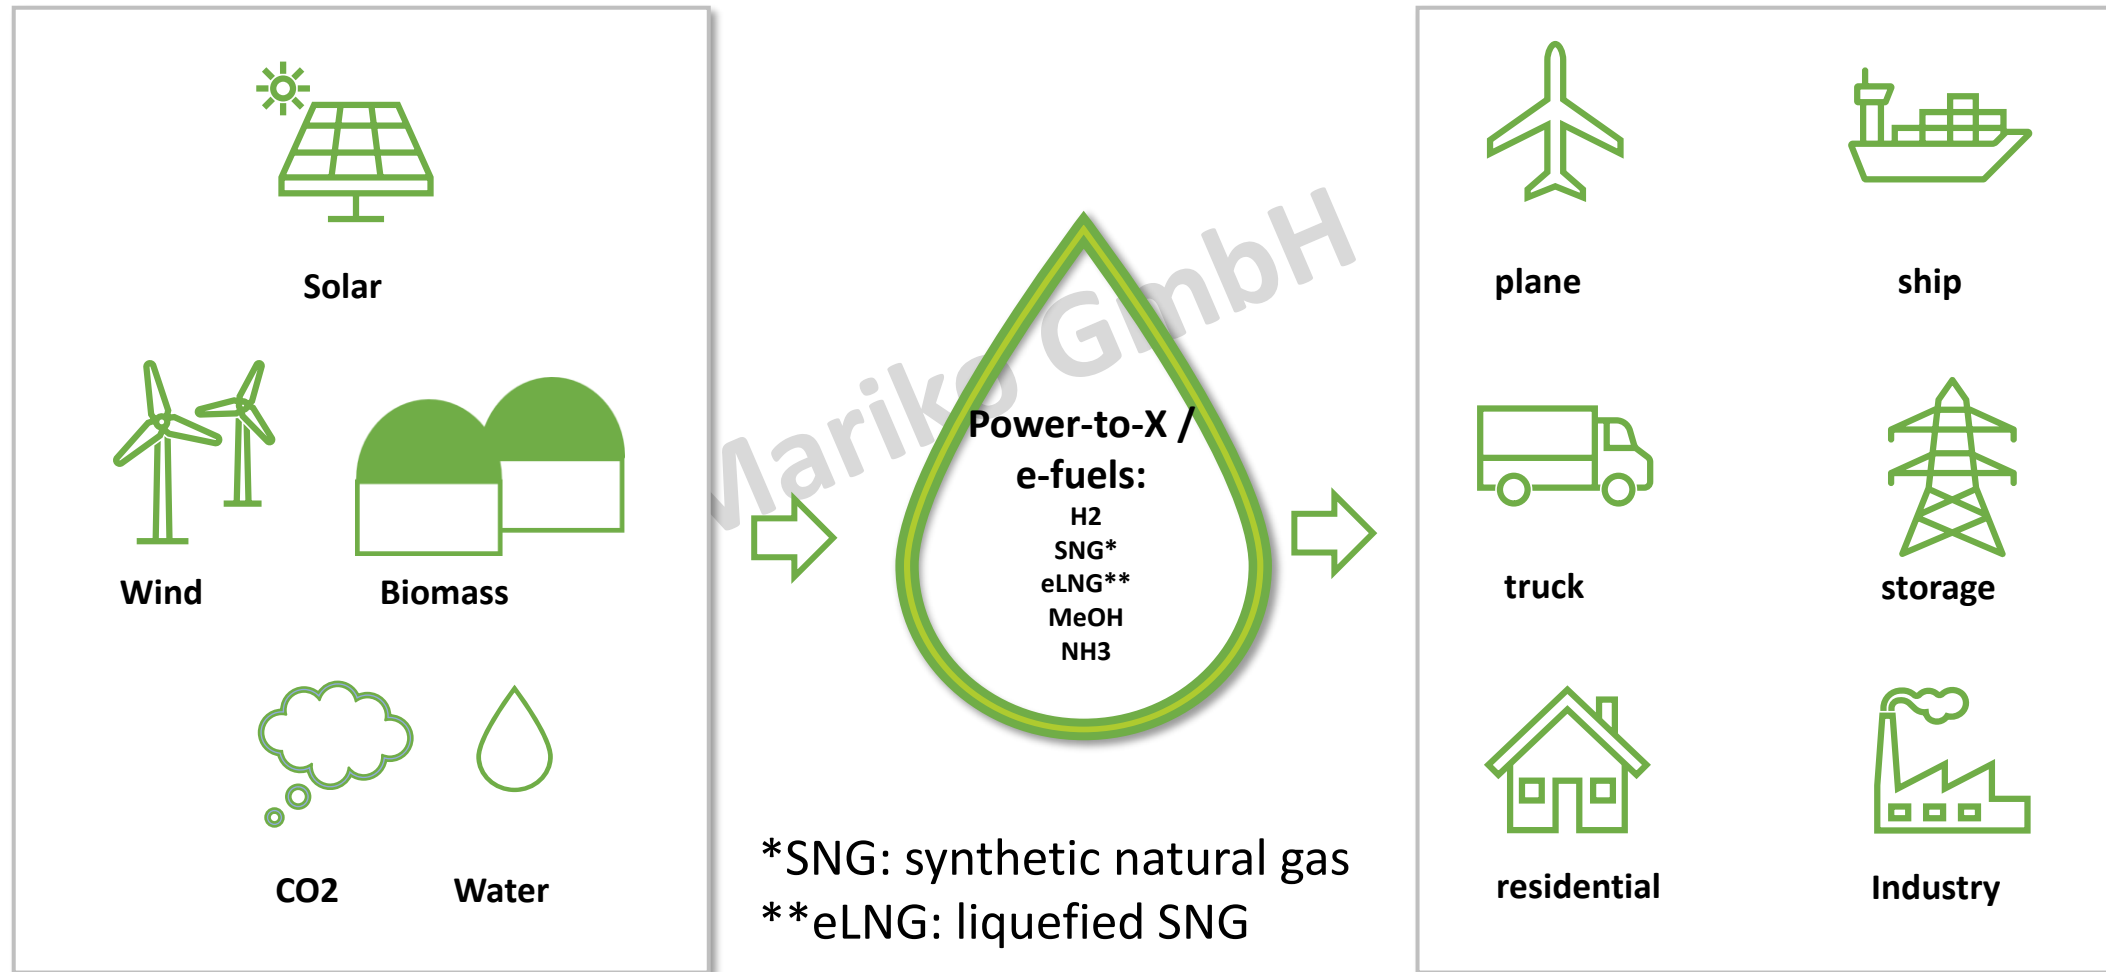 Solar
Wind
Biomass
CO2
Water
Mariko GmbH
Power-to-X /
e-fuels:
H2
SNG*
eLNG**
MeOH
NH3
*SNG: synthetic natural gas
**eLNG: liquefied SNG
plane
ship
truck
storage
residential
Industry